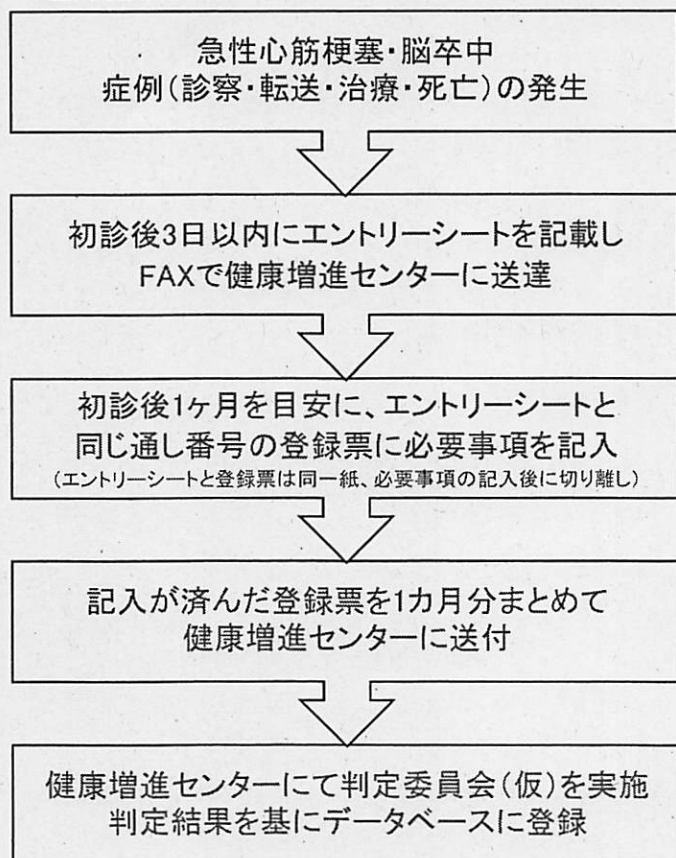 急性心筋梗塞・脳卒中
症例(診察・転送・治療・死亡)の発生
初診後3日以内にエントリーシートを記載し
FAXで健康増進センターに送達
初診後1ヶ月を目安に、エントリーシートと
同じ通し番号の登録票に必要事項を記入
(エントリーシートと登録票は同一紙、必要事項の記入後に切り離し)
記入が済んだ登録票を1カ月分まとめて
健康増進センターに送付
健康増進センターにて判定委員会(仮)を実施
判定結果を基にデータベースに登録